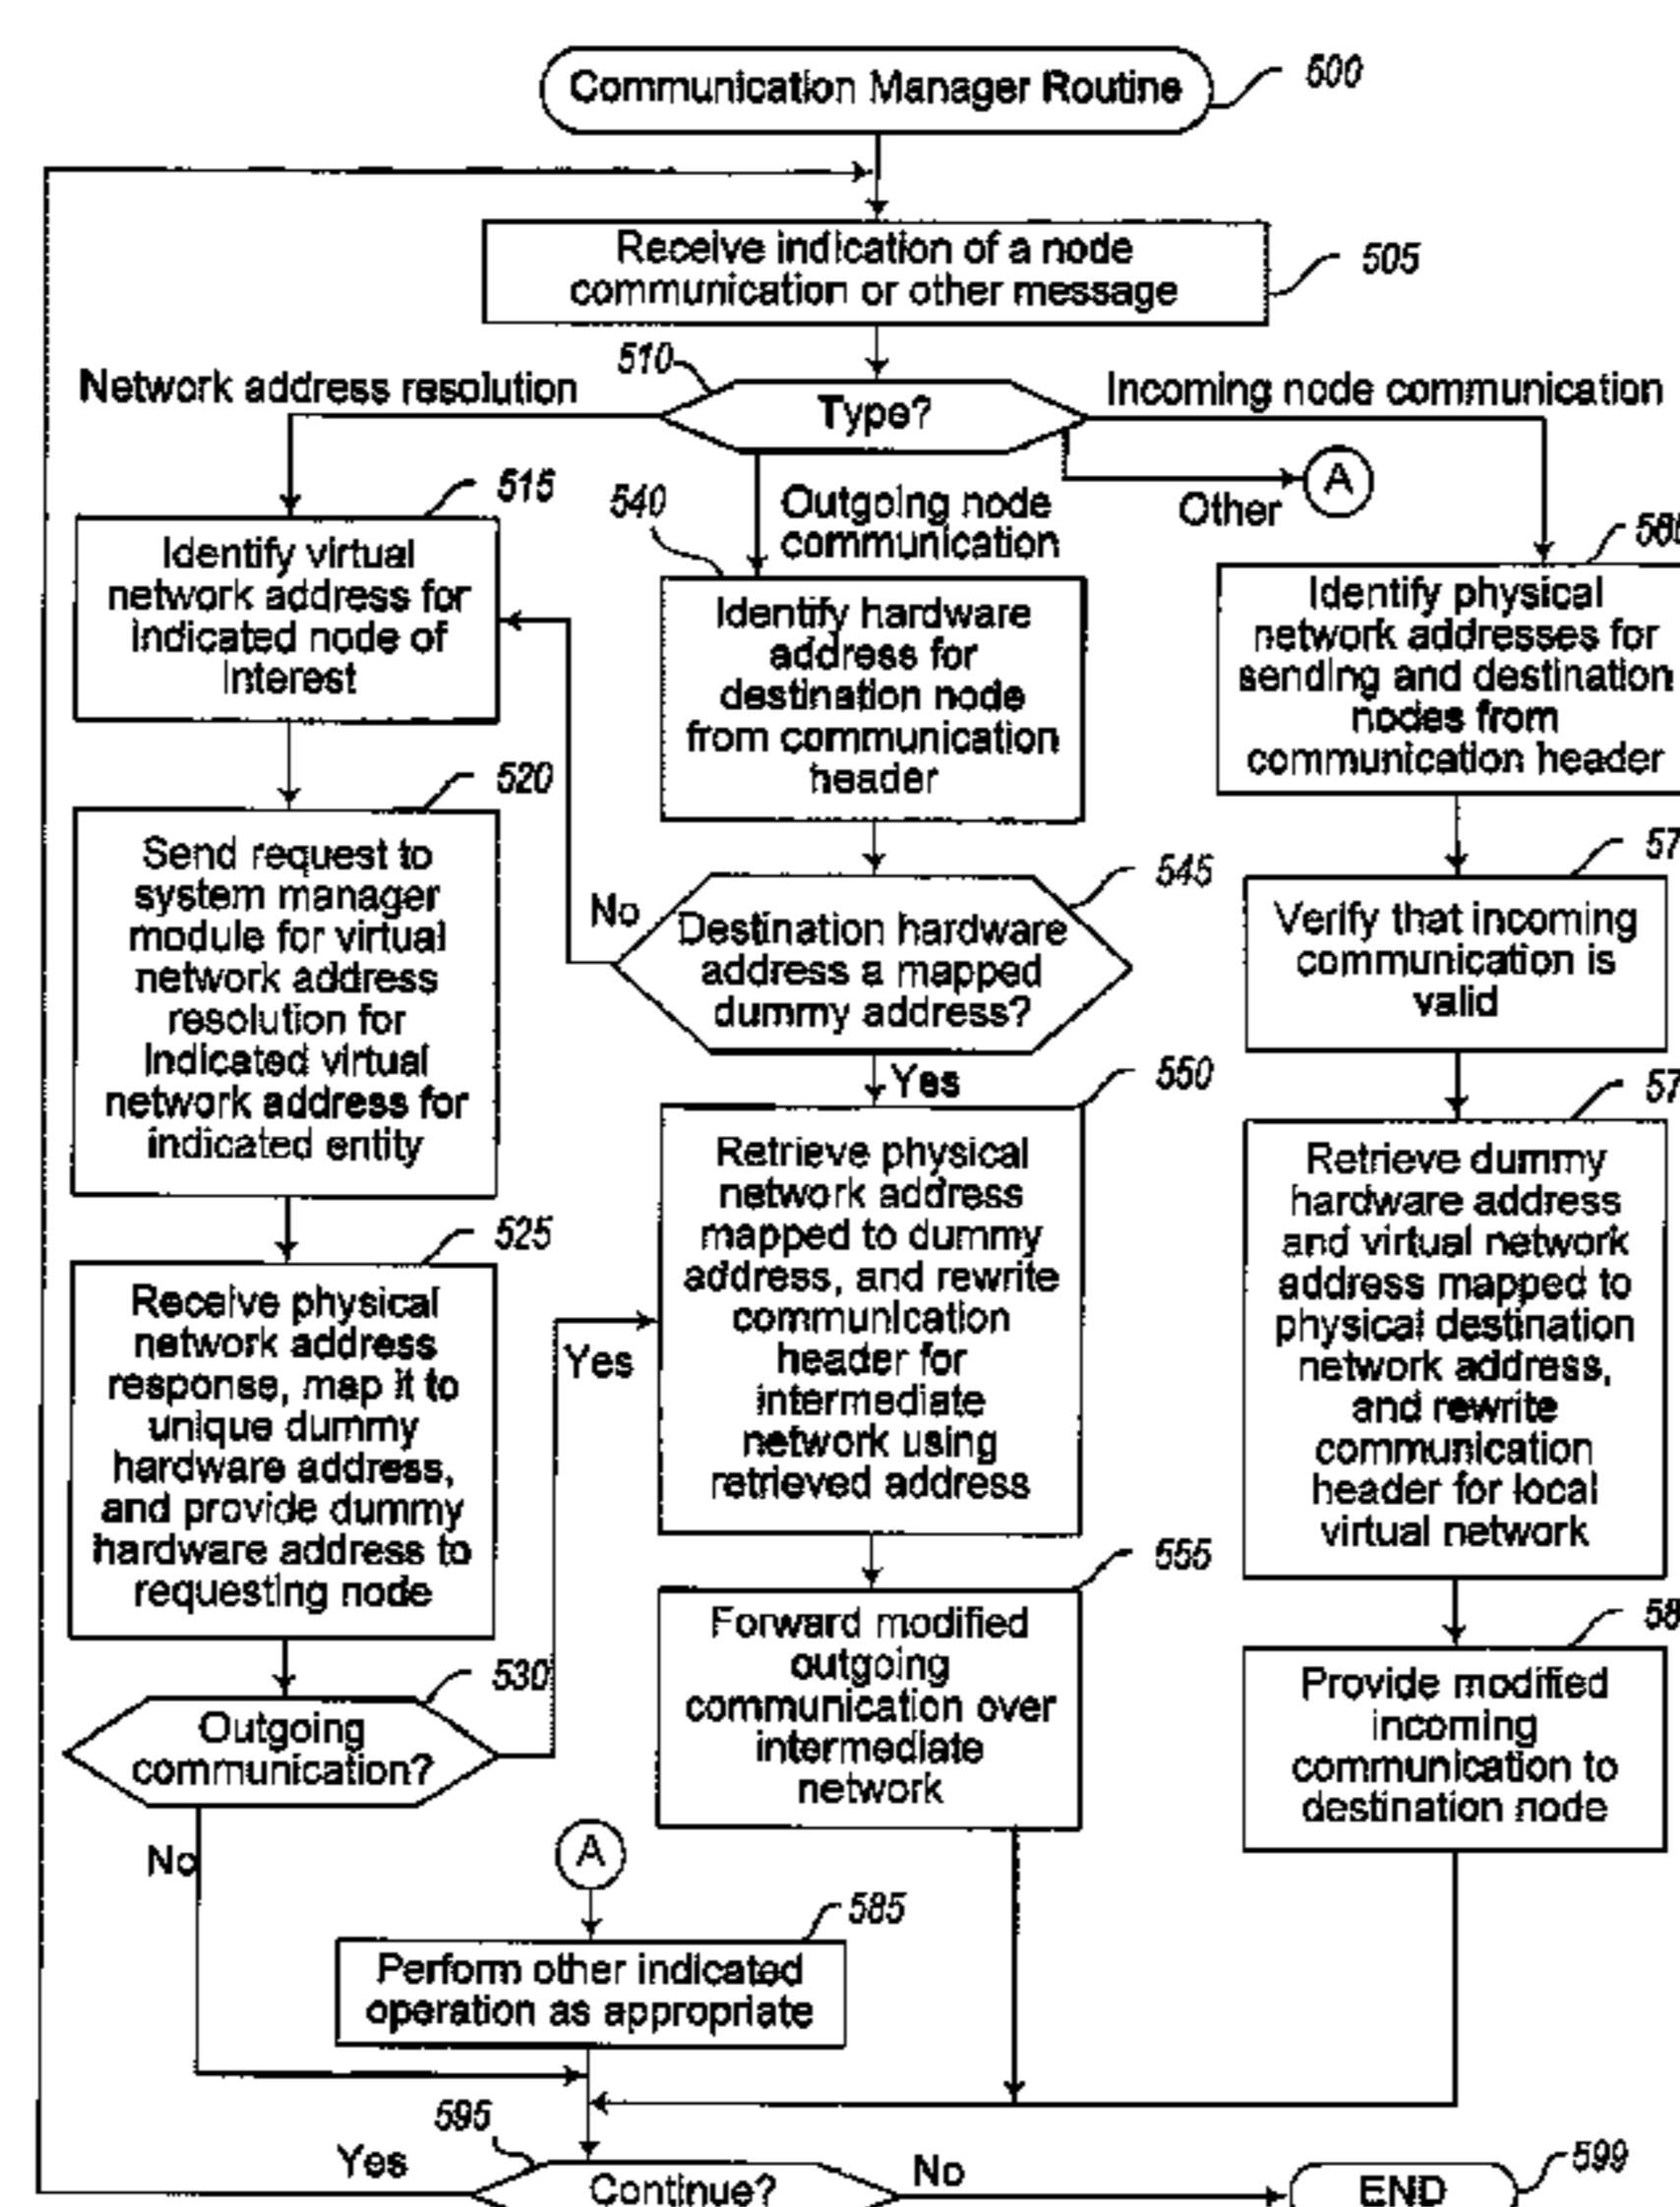 Communication Manager Routine
500
Receive indication of a node
communication or other message
505
510
Network address resolution
Type?
Incoming node communication
Other
A
Outgoing node
communication
515
Identify virtual
network address for
indicated node of
interest
540
Identify hardware
address for
destination node
from communication
header
Identify physical
network addresses for
sending and destination
nodes from
communication header
520
Send request to
system manager
module for virtual
network address
resolution for
indicated virtual
network address for
indicated entity
545
No
Destination hardware
address a mapped
dummy address?
Yes
57
Verify that incoming
communication is
valid
525
Receive physical
network address
response, map it to
unique dummy
hardware address,
and provide dummy
hardware address to
requesting node
550
Retrieve physical
network address
mapped to dummy
address, and rewrite
communication
header for
intermediate
network using
retrieved address
57
Retrieve dummy
hardware address
and virtual network
address mapped to
physical destination
network address,
and rewrite
communication
header for local
virtual network
530
Outgoing
communication?
Yes
No
555
Forward modified
outgoing
communication over
intermediate
network
58
Provide modified
incoming
communication to
destination node
A
585
Perform other indicated
operation as appropriate
595
Yes
Continue?
No
END
599